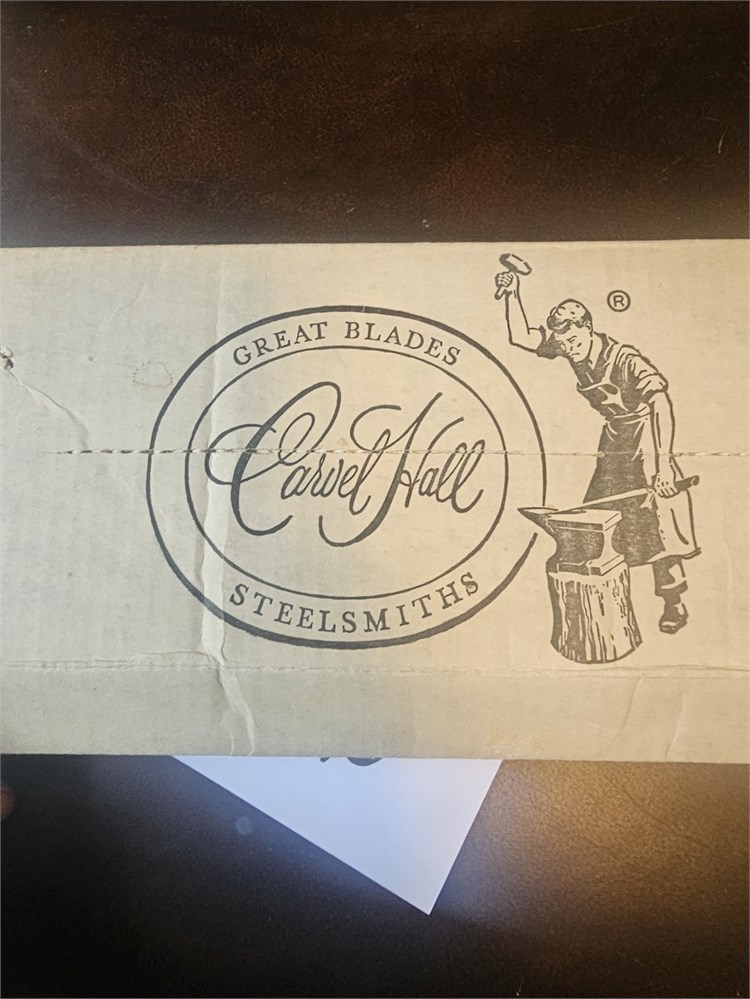 GREAT BLADES
Carvel Hall
STEELSMITHS
®